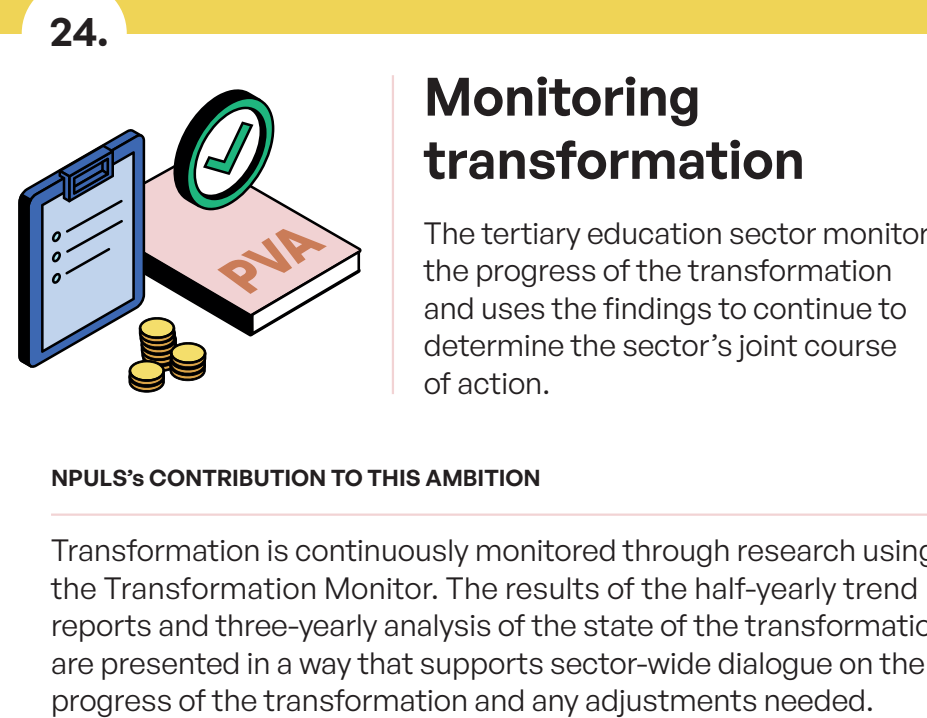 24.
Monitoring
transformation
PVA
The tertiary education sector monitor
the progress of the transformation
and uses the findings to continue to
determine the sector's joint course
of action.
NPULS's CONTRIBUTION TO THIS AMBITION
Transformation is continuously monitored through research using
the Transformation Monitor. The results of the half-yearly trend
reports and three-yearly analysis of the state of the transformatio
are presented in a way that supports sector-wide dialogue on the
progress of the transformation and any adjustments needed.